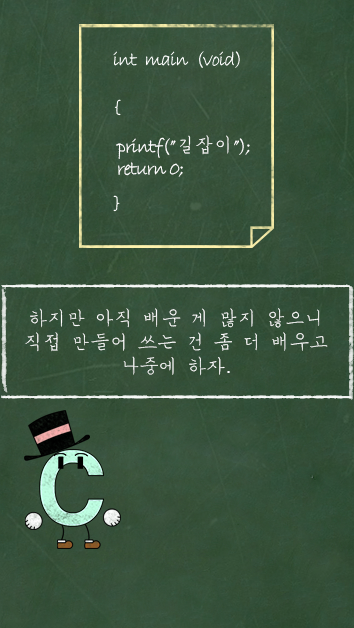 int main (void)
{
printf("길잡이");
return 0;
}
하지만 아직 배운 게 많지 않으니
직접 만들어 쓰는 건 좀 더 배우고
나중에 하자.
C